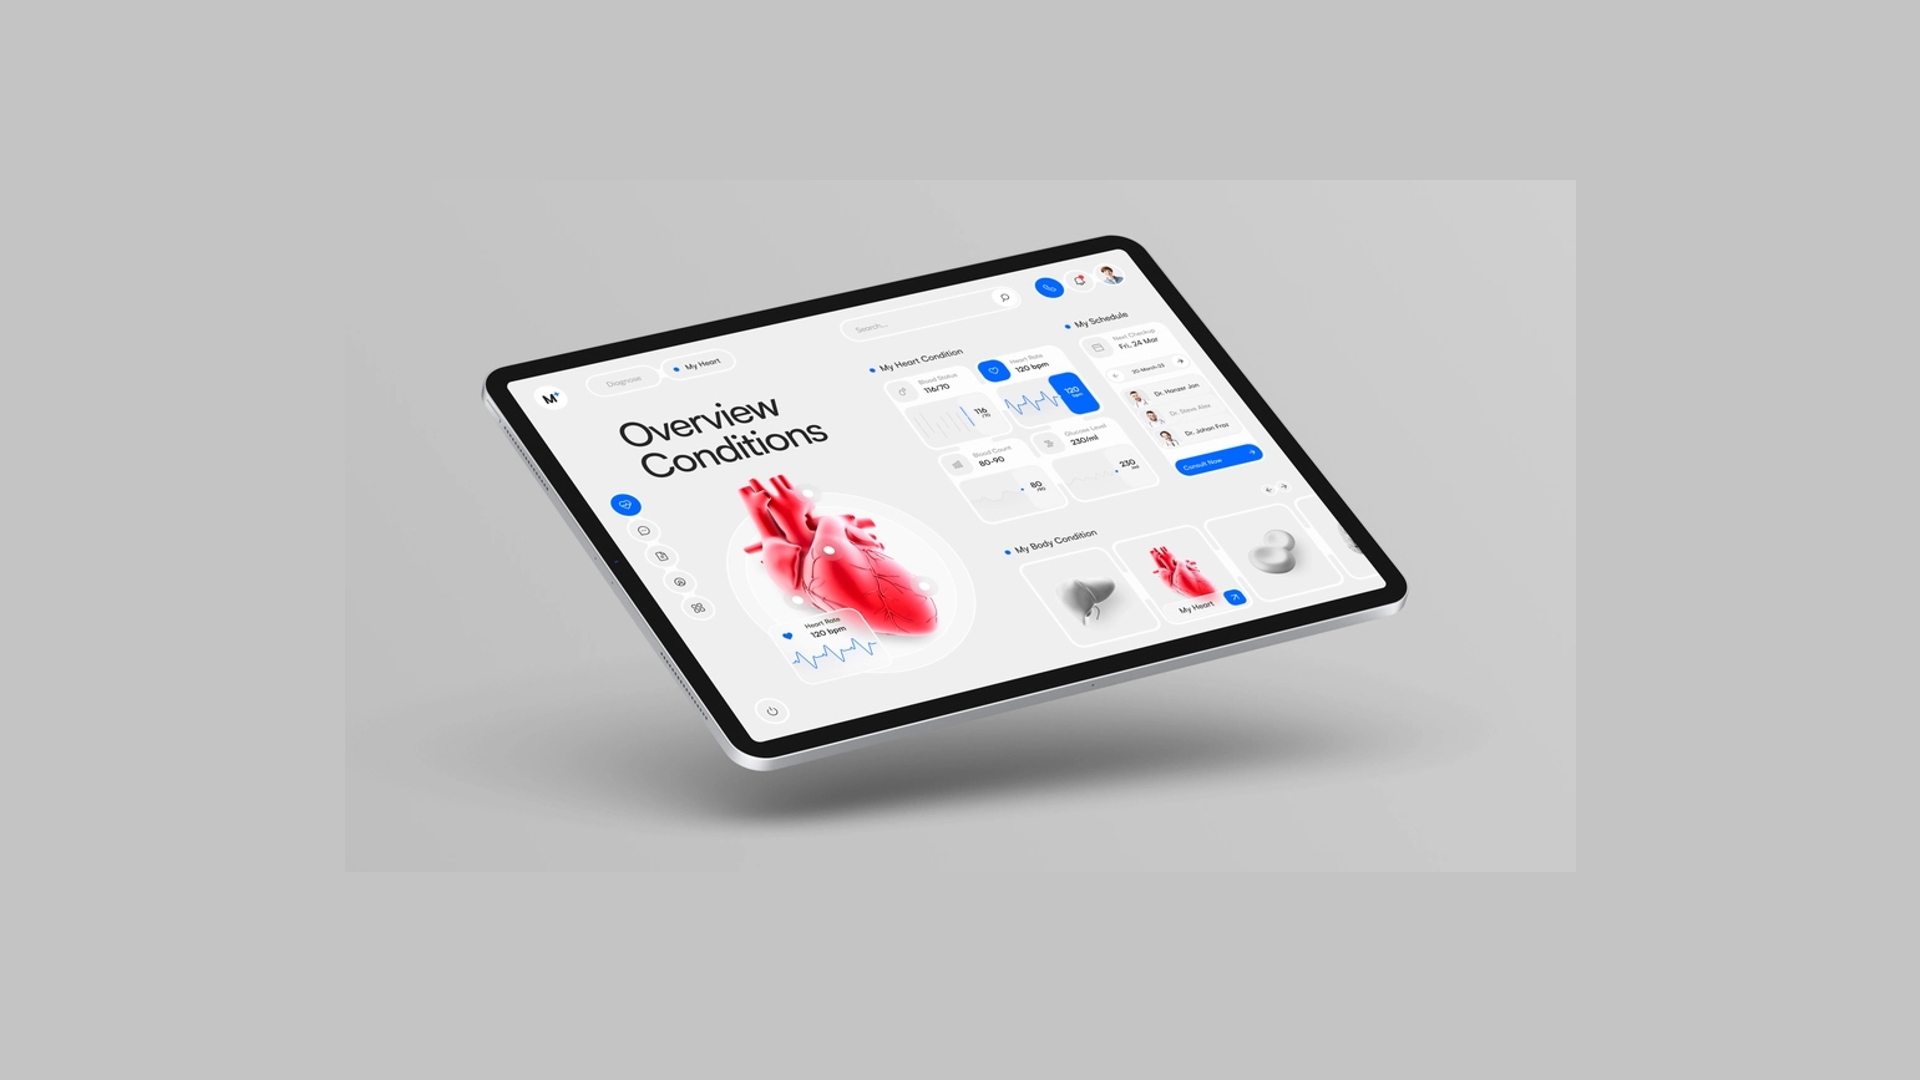 M+
Diagnose
My Heart
Search...
Overview
Conditions
My Heart Condition
Blood Status
116/70
116
/70
Heart Rate
120 bpm
120
bpm
Blood Count
80-90
80
/90
Glucose Level
230/ml
230
/ml
My Schedule
Next Checkup
Fri, 24 Mar
20-March-23
Dr. Hanzer Jon
Dr. Steve Alex
Dr. Johan Frez
Consult Now
Heart Rate
120 bpm
My Body Condition
My Heart